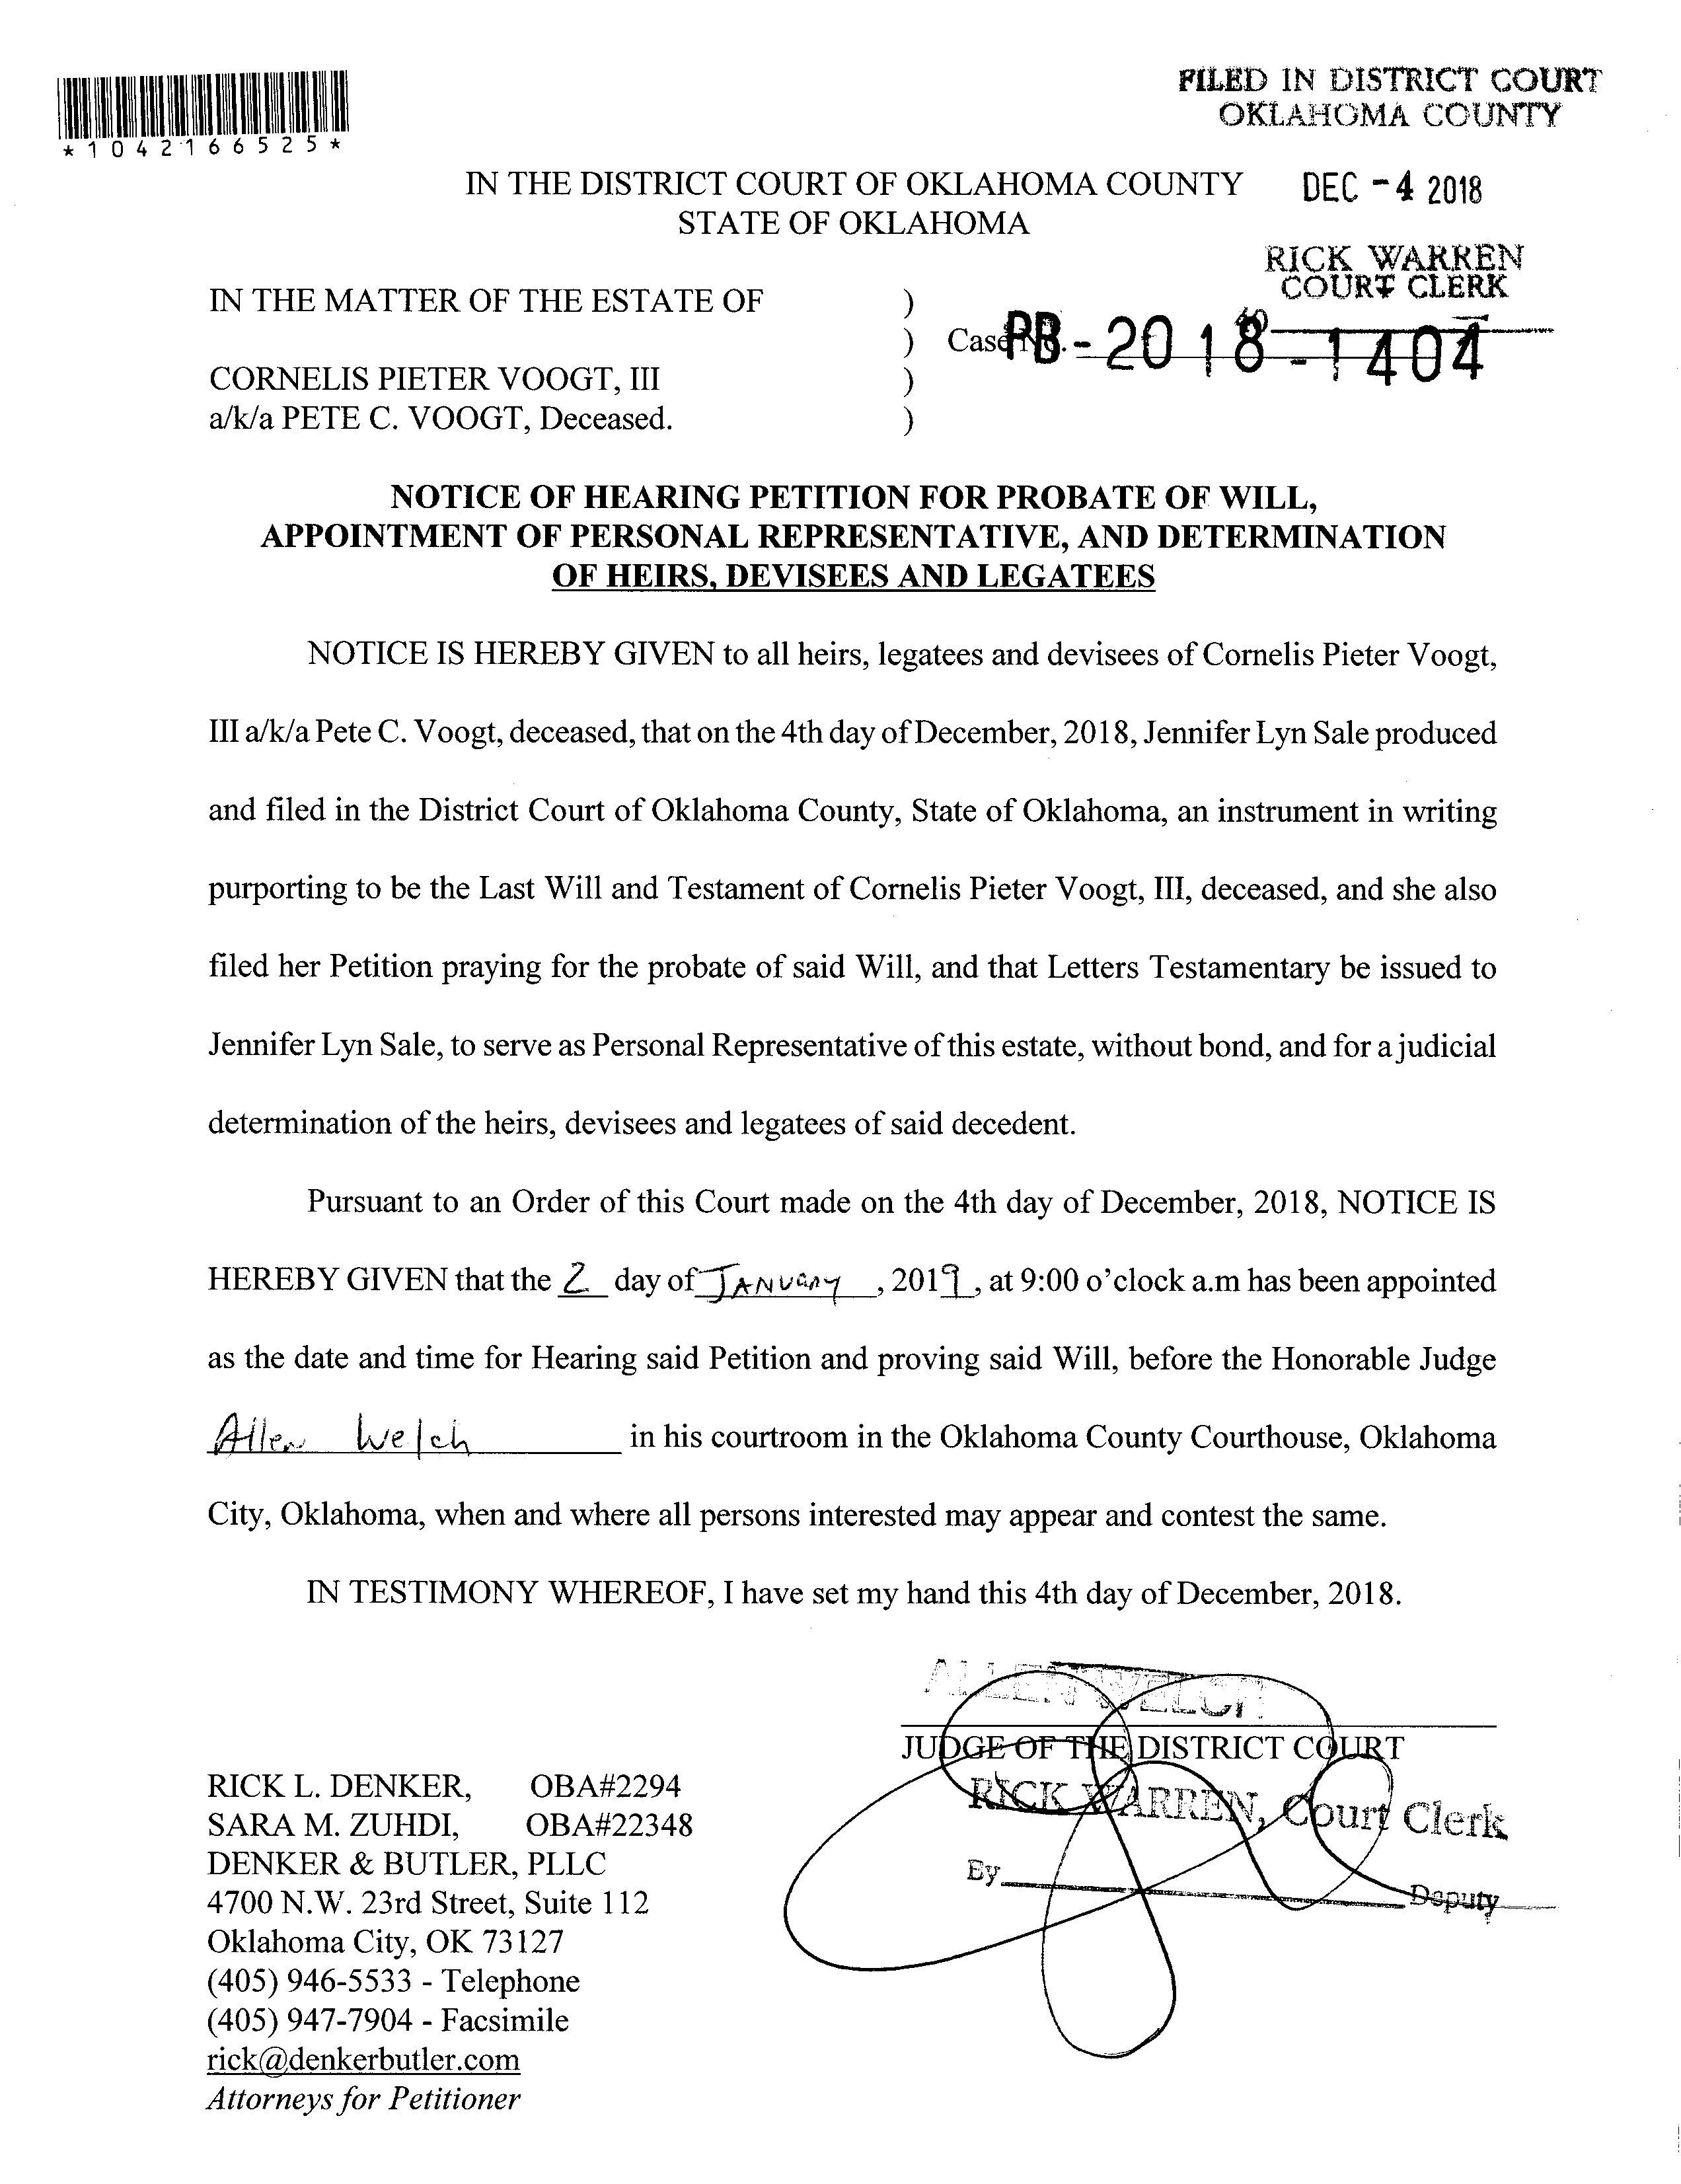 FILED IN DISTRICT COURT
OKLAHOMA COUNTY
*1042166525*
IN THE DISTRICT COURT OF OKLAHOMA COUNTY
STATE OF OKLAHOMA
DEC -4 2018
RICK WARREN
COURT CLERK
40
IN THE MATTER OF THE ESTATE OF )
) Case No. PB-2018-1404
CORNELIS PIETER VOOGT, III )
a/k/a PETE C. VOOGT, Deceased. )
NOTICE OF HEARING PETITION FOR PROBATE OF WILL,
APPOINTMENT OF PERSONAL REPRESENTATIVE, AND DETERMINATION
OF HEIRS, DEVISEES AND LEGATEES
NOTICE IS HEREBY GIVEN to all heirs, legatees and devisees of Cornelis Pieter Voogt,
III a/k/a Pete C. Voogt, deceased, that on the 4th day of December, 2018, Jennifer Lyn Sale produced
and filed in the District Court of Oklahoma County, State of Oklahoma, an instrument in writing
purporting to be the Last Will and Testament of Cornelis Pieter Voogt, III, deceased, and she also
filed her Petition praying for the probate of said Will, and that Letters Testamentary be issued to
Jennifer Lyn Sale, to serve as Personal Representative of this estate, without bond, and for a judicial
determination of the heirs, devisees and legatees of said decedent.
Pursuant to an Order of this Court made on the 4th day of December, 2018, NOTICE IS
HEREBY GIVEN that the 2 day of JANUARY, 2019, at 9:00 o'clock a.m has been appointed
as the date and time for Hearing said Petition and proving said Will, before the Honorable Judge
Allen Welch in his courtroom in the Oklahoma County Courthouse, Oklahoma
City, Oklahoma, when and where all persons interested may appear and contest the same.
IN TESTIMONY WHEREOF, I have set my hand this 4th day of December, 2018.
ALLEN WELCH
JUDGE OF THE DISTRICT COURT
RICK WARREN, Court Clerk
By Deputy
RICK L. DENKER, OBA#2294
SARA M. ZUHDI, OBA#22348
DENKER & BUTLER, PLLC
4700 N.W. 23rd Street, Suite 112
Oklahoma City, OK 73127
(405) 946-5533 - Telephone
(405) 947-7904 - Facsimile
rick@denkerbutler.com
Attorneys for Petitioner